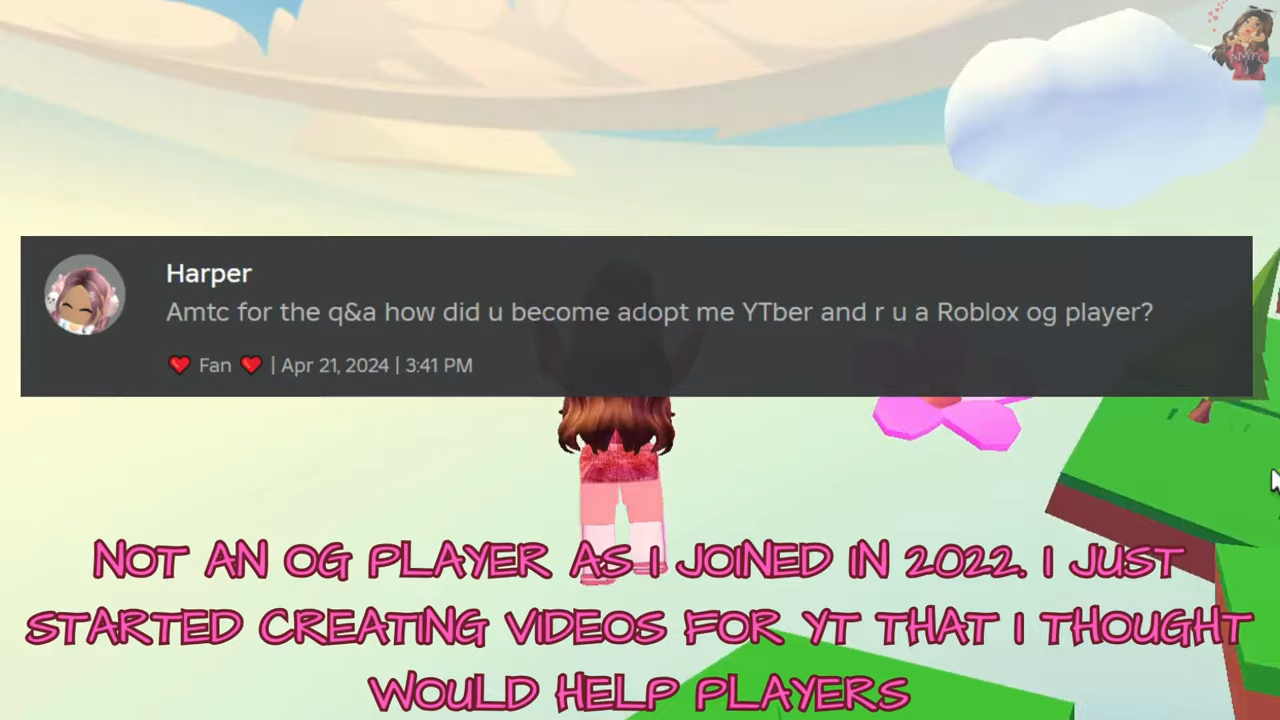 AMTC
Harper
Amtc for the q&a how did u become adopt me YTber and r u a Roblox og player?
❤️ Fan ❤️ | Apr 21, 2024 | 3:41 PM
NOT AN OG PLAYER AS I JOINED IN 2022. I JUST
STARTED CREATING VIDEOS FOR YT THAT I THOUGHT
WOULD HELP PLAYERS